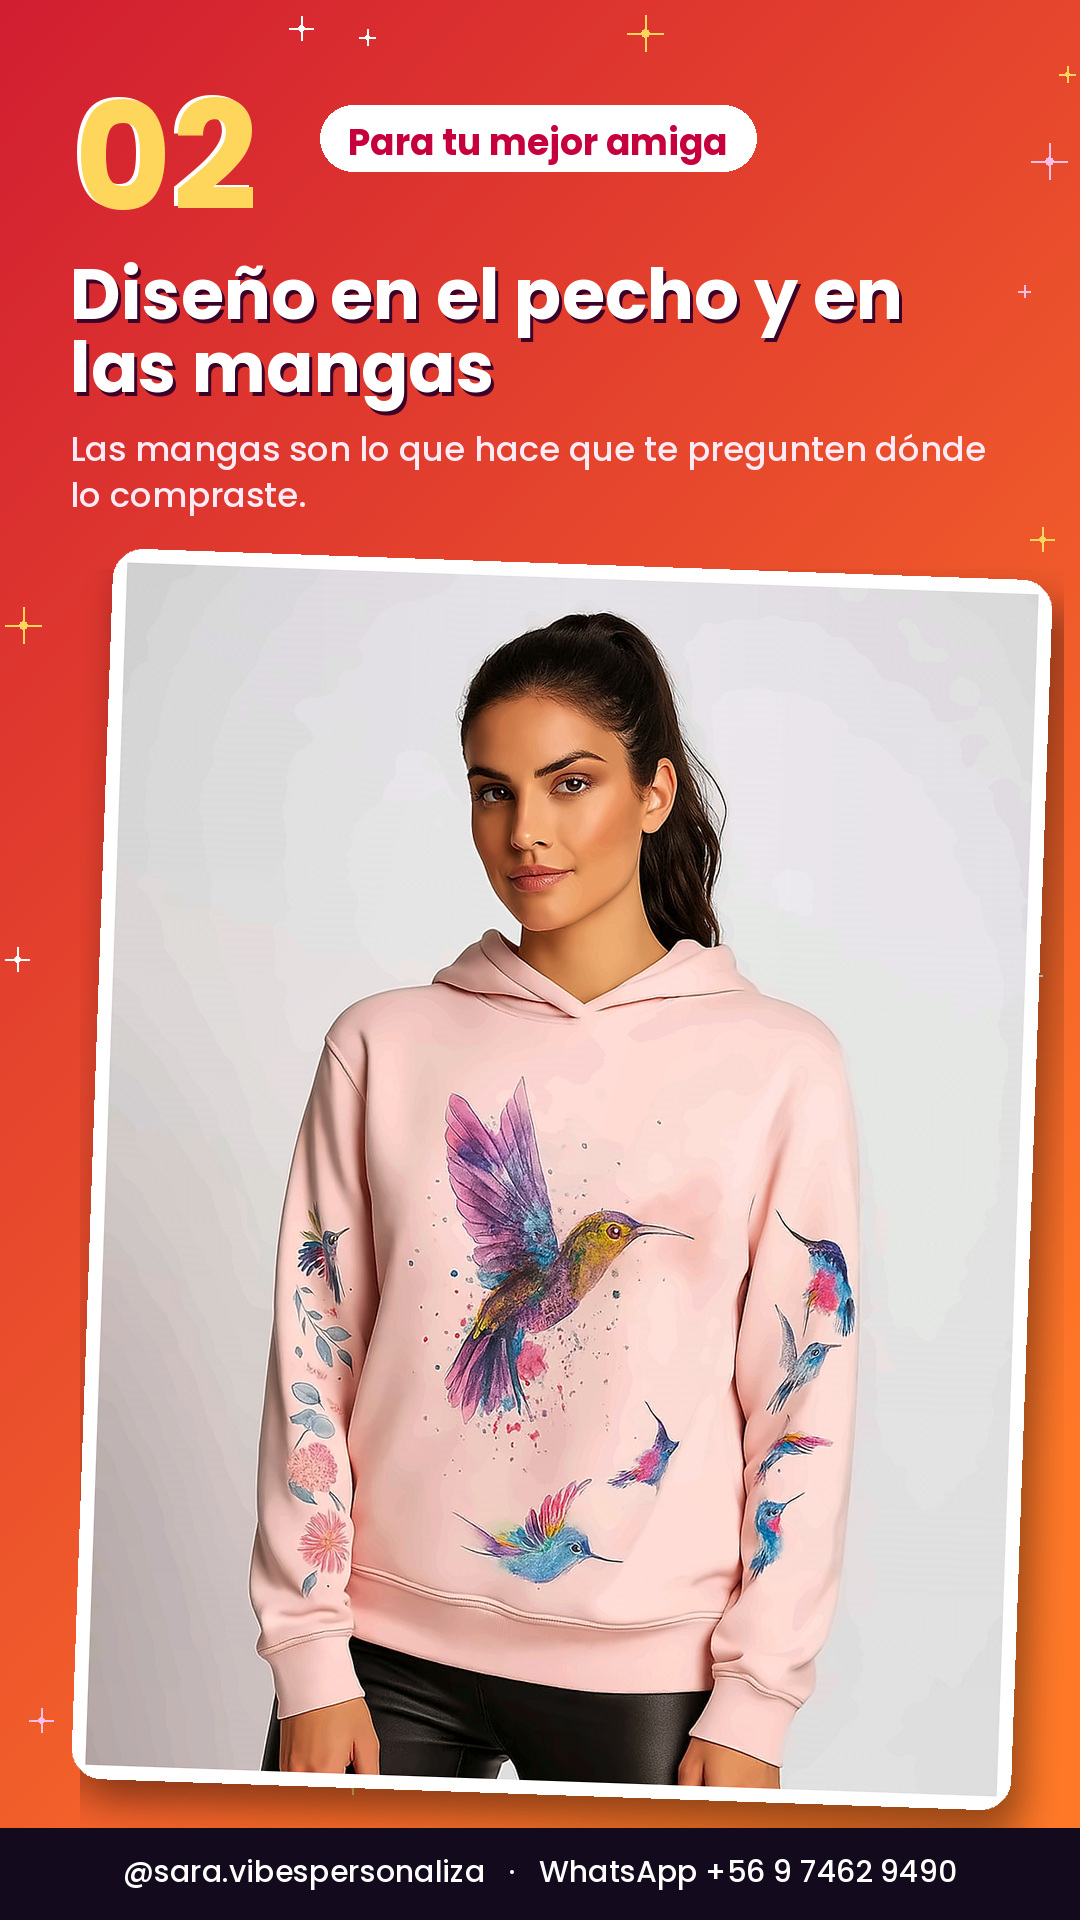 02
Para tu mejor amiga
Diseño en el pecho y en
las mangas
Las mangas son lo que hace que te pregunten dónde
lo compraste.
@sara.vibespersonaliza · WhatsApp +56 9 7462 9490